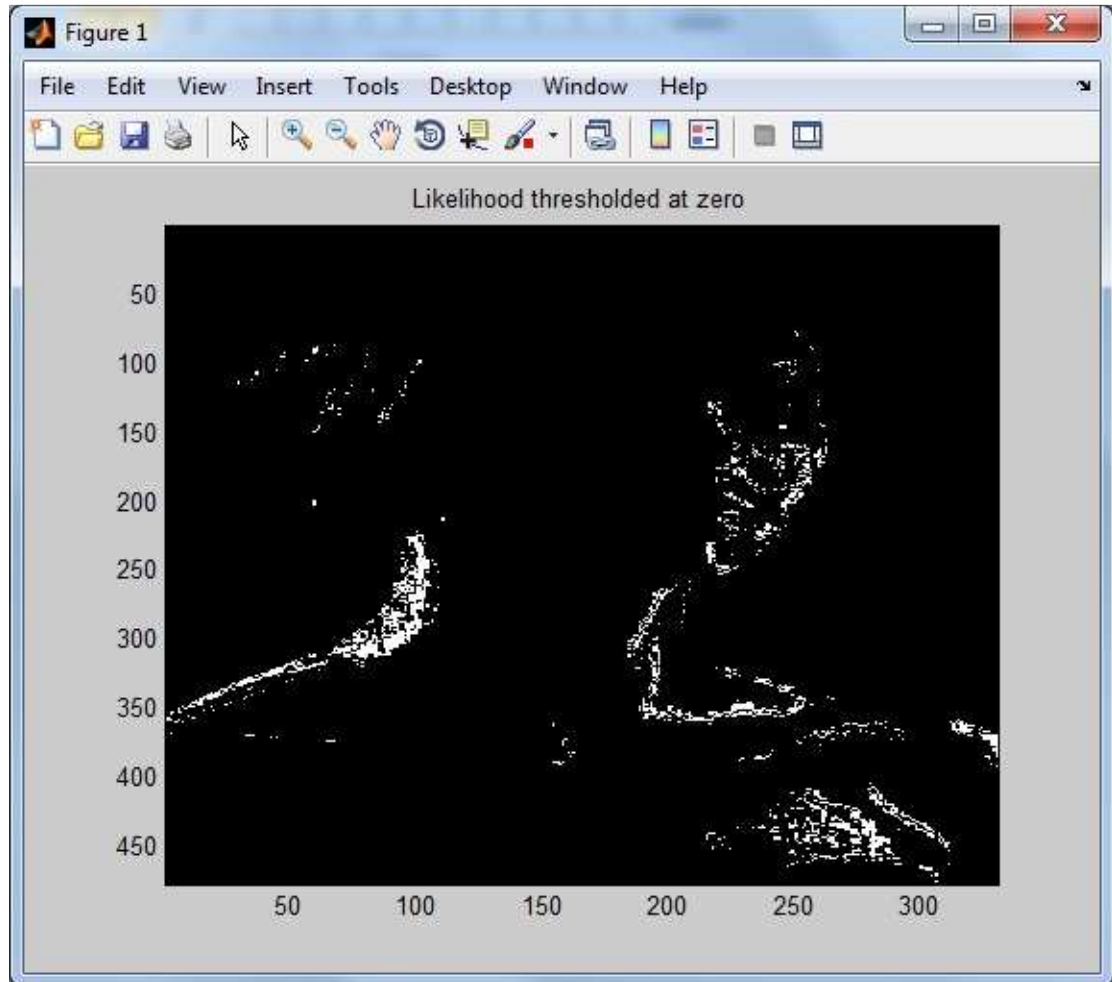 Figure 1
File Edit View Insert Tools Desktop Window Help
Likelihood thresholded at zero
50
100
150
200
250
300
350
400
450
50 100 150 200 250 300